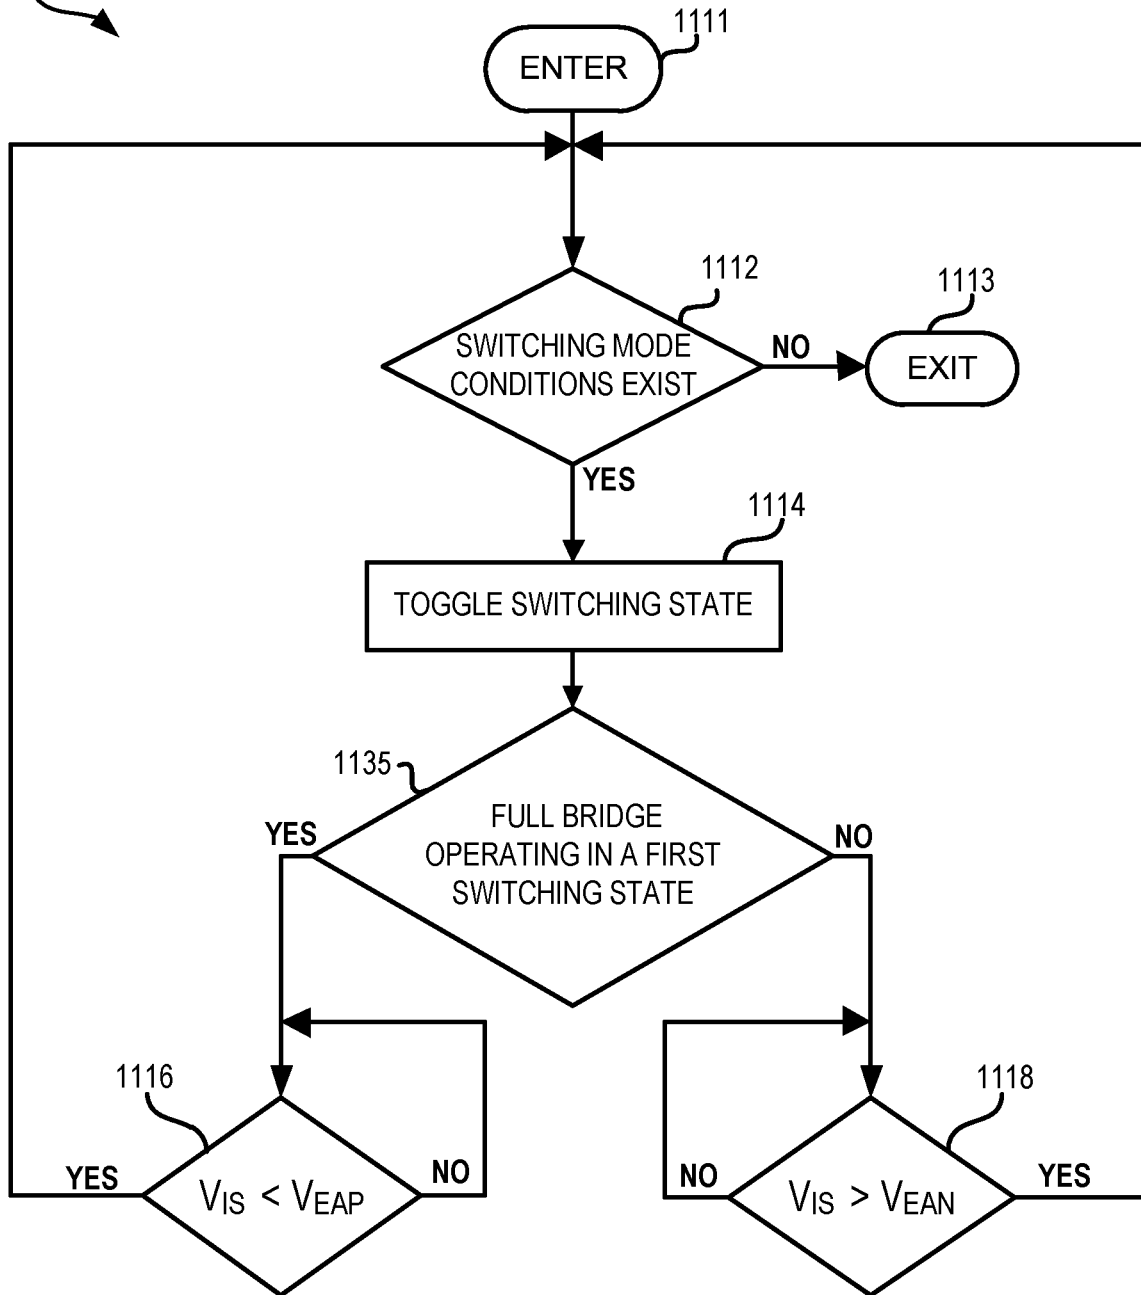 1111
ENTER
1112
1113
SWITCHING MODE
CONDITIONS EXIST
NO
EXIT
YES
1114
TOGGLE SWITCHING STATE
1135
YES
FULL BRIDGE
OPERATING IN A FIRST
SWITCHING STATE
NO
1116
1118
YES
VIS < VEAP
NO
NO
VIS > VEAN
YES